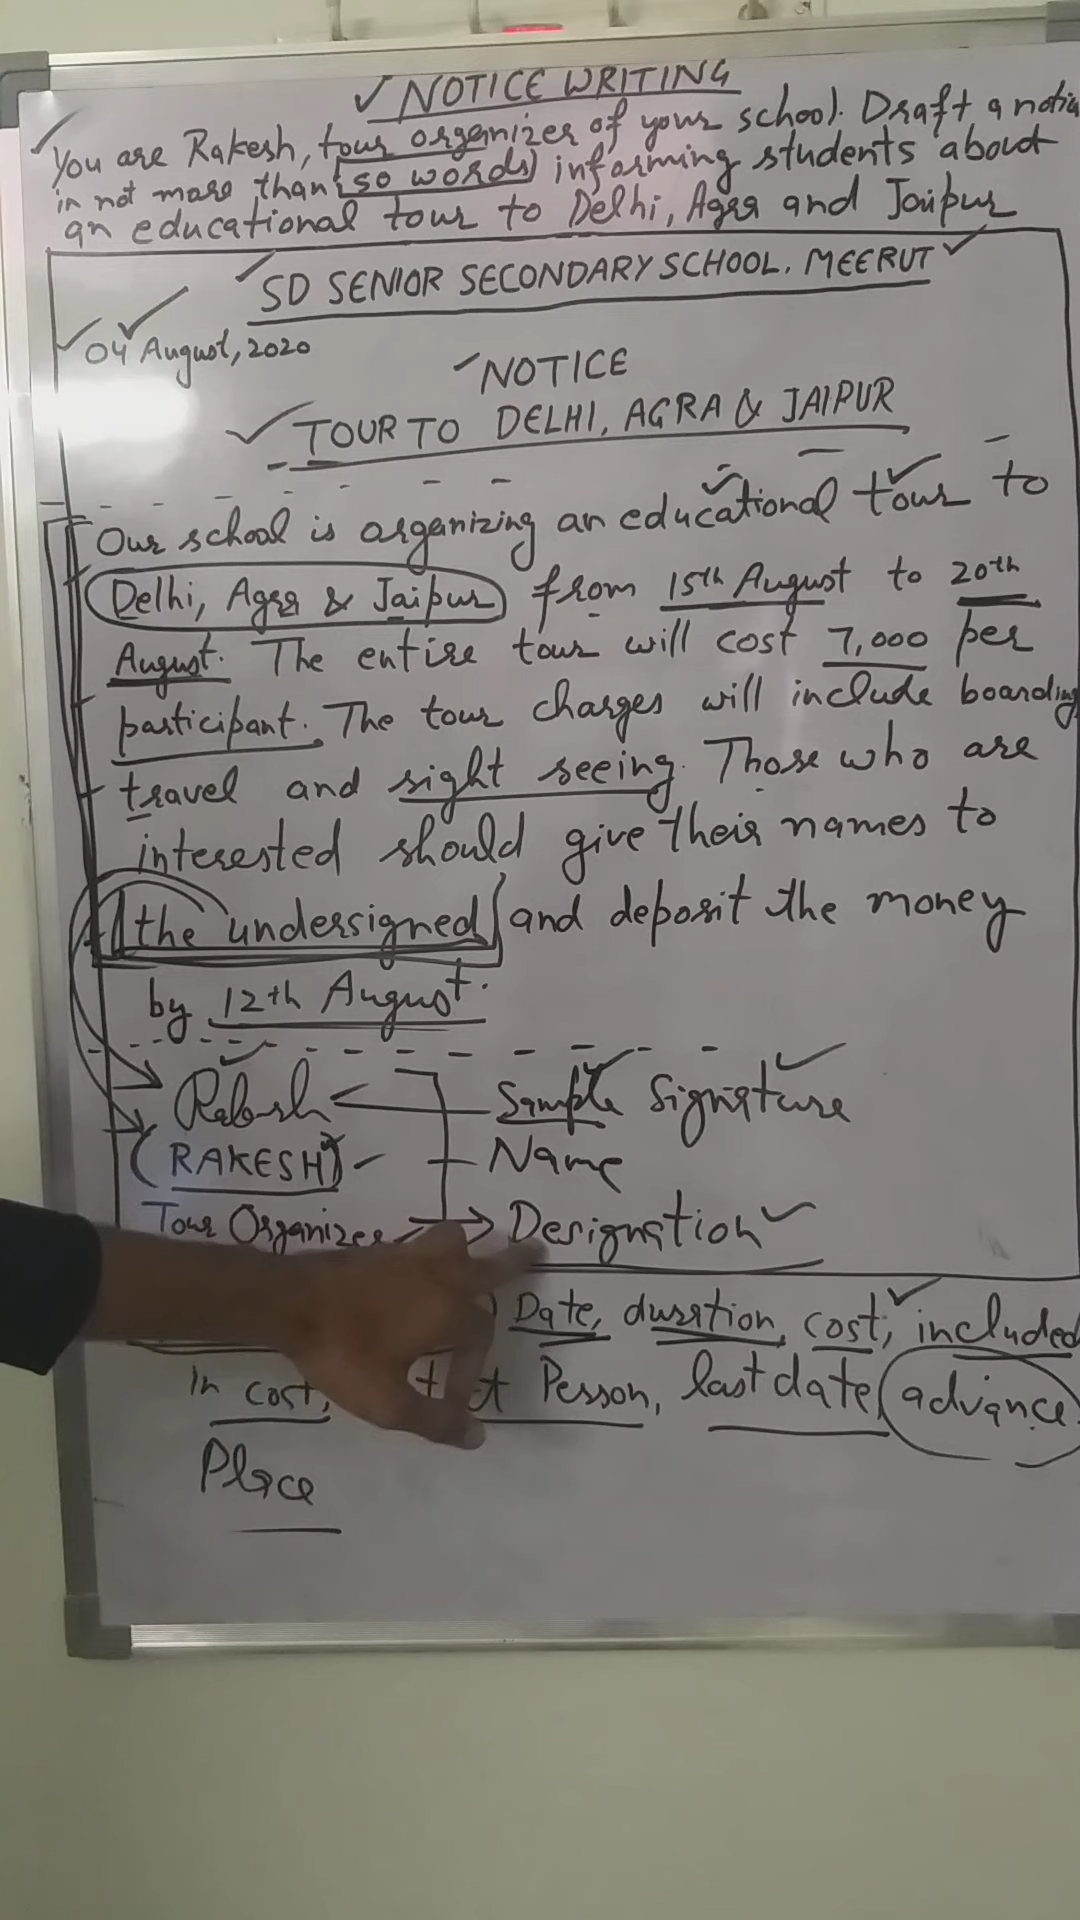 NOTICE WRITING
You are Rakesh, tour organizer of your school. Draft a
in not more than 50 words informing students about
an educational tour to Delhi, Agra and Jaipur
SD SENIOR SECONDARY SCHOOL, MEERUT
04 August, 2020
NOTICE
TOUR TO DELHI, AGRA & JAIPUR
Our school is organizing an educational tour to
Delhi, Agra & Jaipur from 15th August to 20th
August. The entire tour will cost 7,000 per
participant. The tour charges will include boarding
travel and sight seeing. Those who are
interested should give their names to
the undersigned and deposit the money
by 12th August.
Rakesh Sample Signature
(RAKESH) Name
Tour Organizer Designation
Date, duration, cost, included
in cost, Person, last date, advance
Place